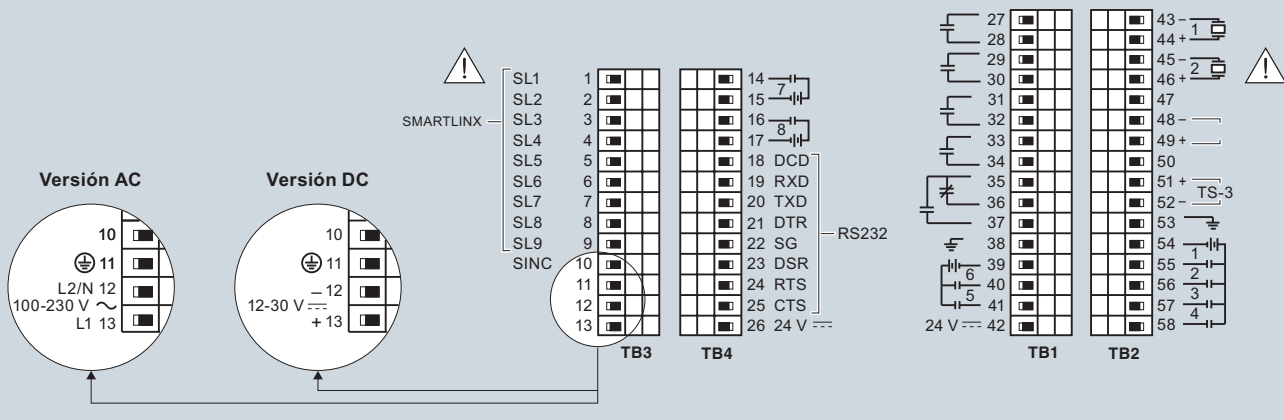 Versión AC
10
11
L2/N 12
100-230 V
L1 13
Versión DC
10
11
– 12
12-30 V
+ 13
SMARTLINX
SL1 1
SL2 2
SL3 3
SL4 4
SL5 5
SL6 6
SL7 7
SL8 8
SL9 9
SINC 10
11
12
13
TB3
14
7
15
16
8
17
18 DCD
19 RXD
20 TXD
21 DTR
22 SG
23 DSR
24 RTS
25 CTS
26 24 V
RS232
TB4
27
28
29
30
31
32
33
34
35
36
37
38
39
6
40
5
41
24 V 42
TB1
43 –
1
44 +
45 –
2
46 +
47
48 –
49 +
50
51 +
TS-3
52 –
53
54
1
55
2
56
3
57
4
58
TB2